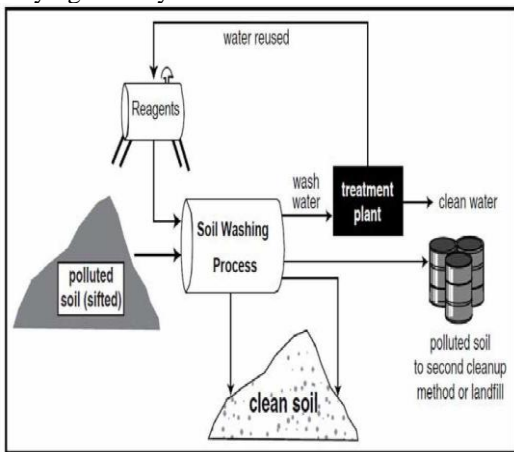 water reused
Reagents
wash
water
treatment
plant
clean water
Soil Washing
Process
polluted
soil (sifted)
polluted soil
to second cleanup
method or landfill
clean soil